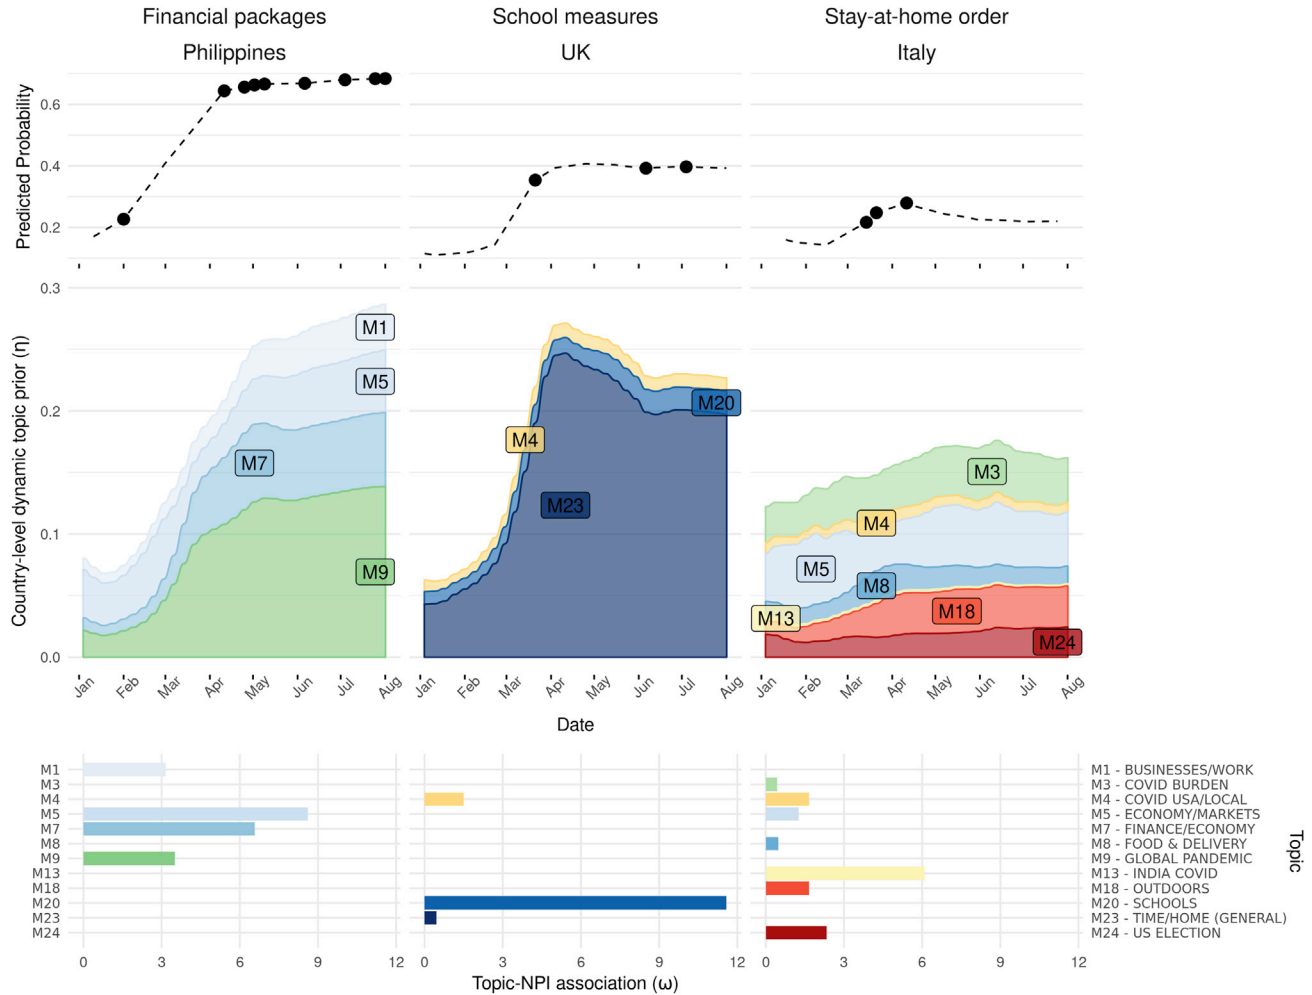 Financial packages
School measures
Stay-at-home order
Philippines
UK
Italy
Predicted Probability
0.6
0.4
0.2
Country-level dynamic topic prior (η)
0.3
0.2
0.1
0.0
M1
M5
M7
M9
M4
M20
M23
M3
M4
M5
M8
M13
M18
M24
Jan Feb Mar Apr May Jun Jul Aug
Jan Feb Mar Apr May Jun Jul Aug
Jan Feb Mar Apr May Jun Jul Aug
Date
M1
M3
M4
M5
M7
M8
M9
M13
M18
M20
M23
M24
0 3 6 9 12
0 3 6 9 12
0 3 6 9 12
Topic-NPI association (ω)
M1 - BUSINESSES/WORK
M3 - COVID BURDEN
M4 - COVID USA/LOCAL
M5 - ECONOMY/MARKETS
M7 - FINANCE/ECONOMY
M8 - FOOD & DELIVERY
M9 - GLOBAL PANDEMIC
M13 - INDIA COVID
M18 - OUTDOORS
M20 - SCHOOLS
M23 - TIME/HOME (GENERAL)
M24 - US ELECTION
Topic